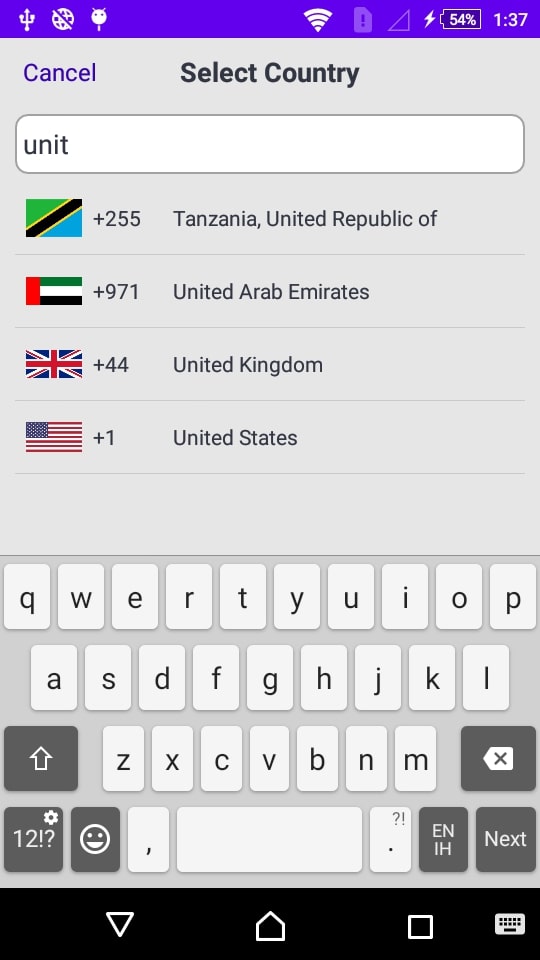 54% 1:37
Cancel Select Country
unit
+255 Tanzania, United Republic of
+971 United Arab Emirates
+44 United Kingdom
+1 United States
q w e r t y u i o p
a s d f g h j k l
z x c v b n m
12!? , ?! . EN IH Next